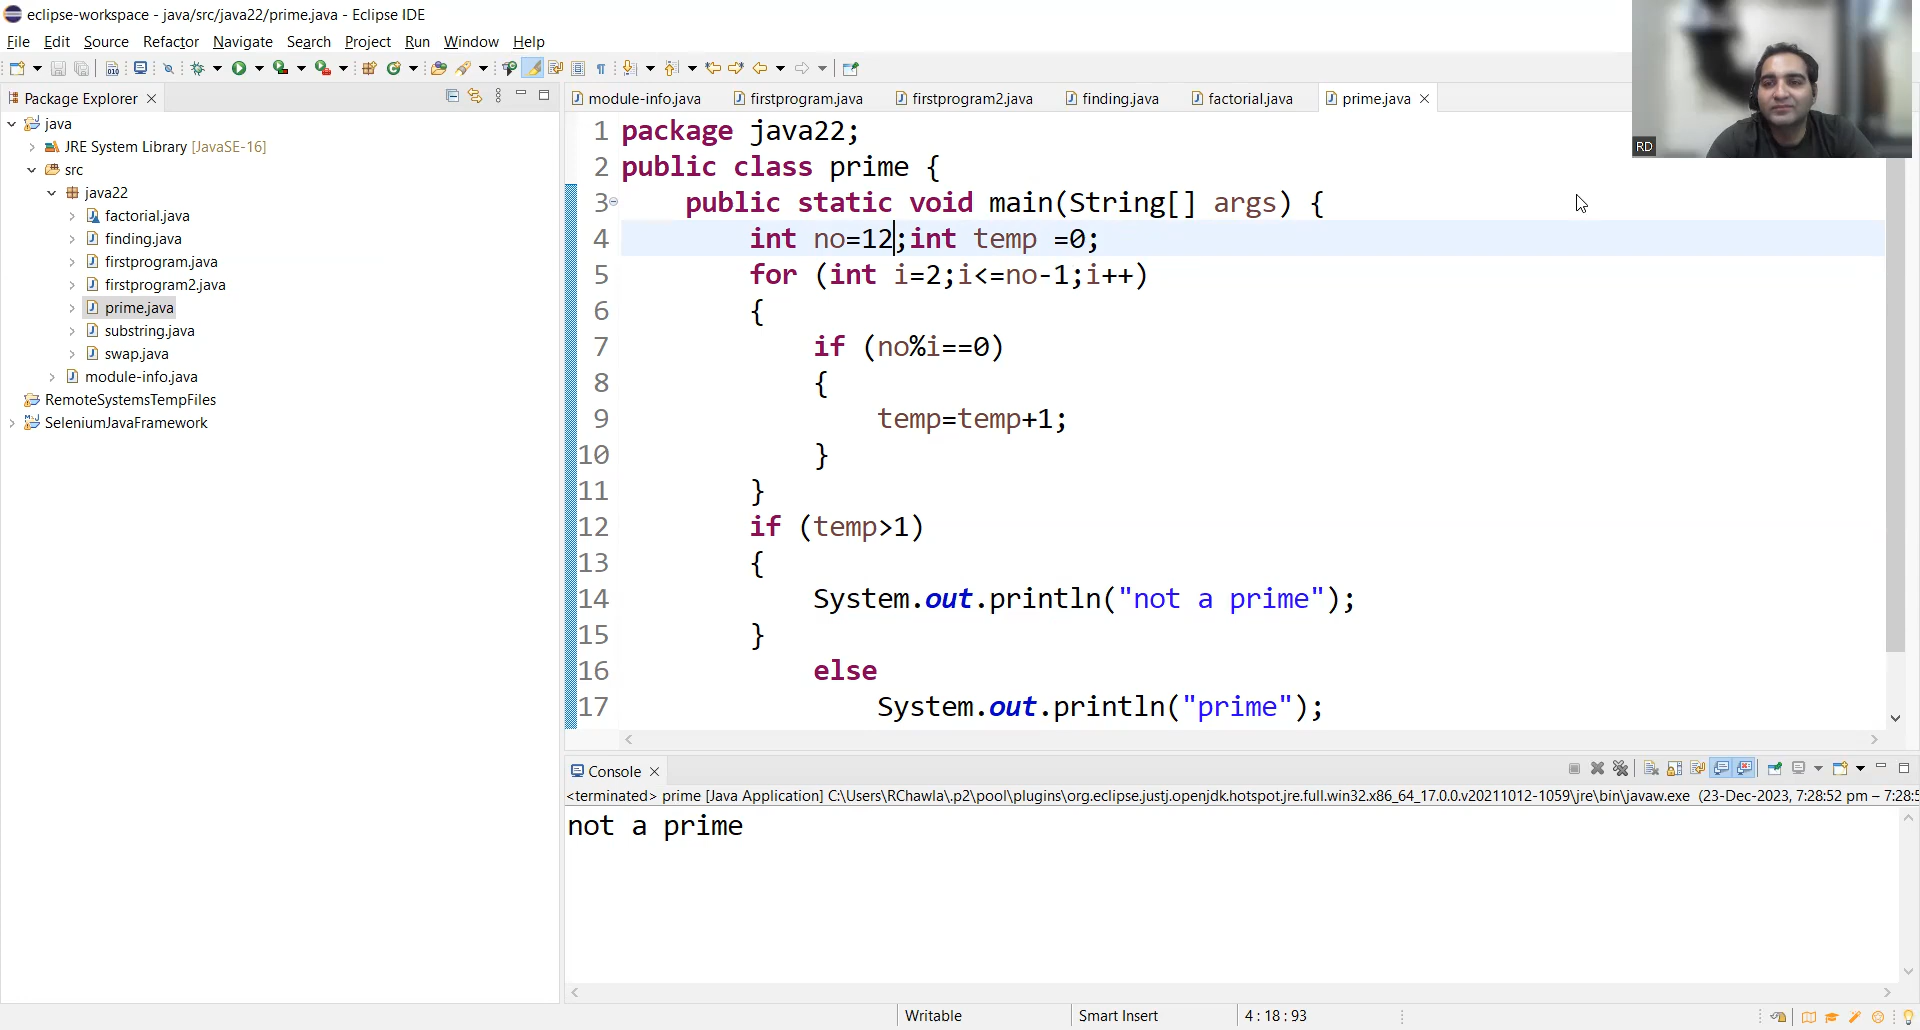 eclipse-workspace - java/src/java22/prime.java - Eclipse IDE
File Edit Source Refactor Navigate Search Project Run Window Help
Package Explorer
module-info.java firstprogram.java firstprogram2.java finding.java factorial.java prime.java
java
JRE System Library [JavaSE-16]
src
java22
factorial.java
finding.java
firstprogram.java
firstprogram2.java
prime.java
substring.java
swap.java
module-info.java
RemoteSystemsTempFiles
SeleniumJavaFramework
1 package java22;
2 public class prime {
3 public static void main(String[] args) {
4 int no=12;int temp =0;
5 for (int i=2;i<=no-1;i++)
6 {
7 if (no%i==0)
8 {
9 temp=temp+1;
10 }
11 }
12 if (temp>1)
13 {
14 System.out.println("not a prime");
15 }
16 else
17 System.out.println("prime");
RD
Console
<terminated> prime [Java Application] C:\Users\RChawla\.p2\pool\plugins\org.eclipse.justj.openjdk.hotspot.jre.full.win32.x86_64_17.0.0.v20211012-1059\jre\bin\javaw.exe (23-Dec-2023, 7:28:52 pm – 7:28:5
not a prime
Writable Smart Insert 4 : 18 : 93